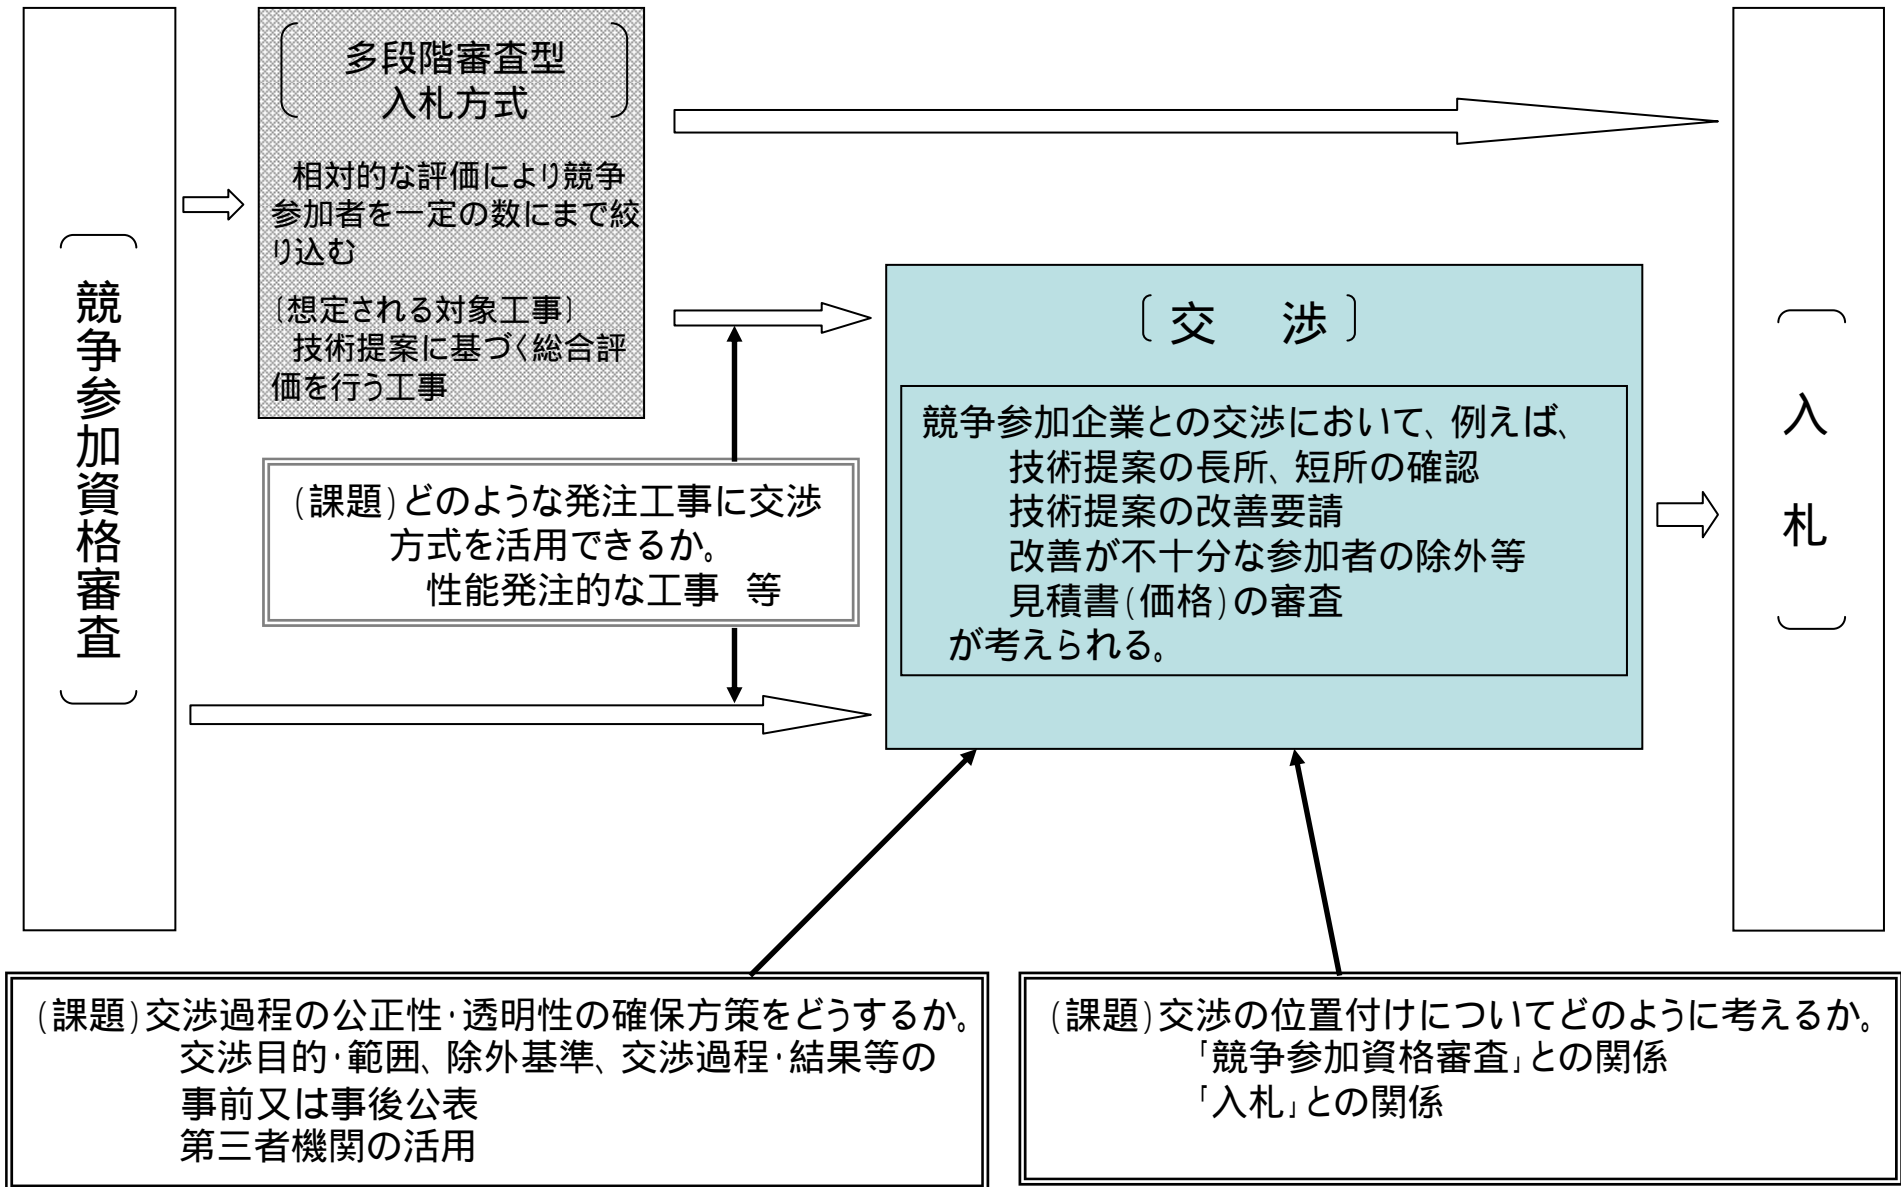 〔競争参加資格審査〕
〔多段階審査型
入札方式〕
相対的な評価により競争
参加者を一定の数にまで絞
り込む
〔想定される対象工事〕
技術提案に基づく総合評
価を行う工事
(課題)どのような発注工事に交渉
方式を活用できるか。
性能発注的な工事 等
〔交 渉〕
競争参加企業との交渉において、例えば、
技術提案の長所、短所の確認
技術提案の改善要請
改善が不十分な参加者の除外等
見積書(価格)の審査
が考えられる。
〔入札〕
(課題)交渉過程の公正性・透明性の確保方策をどうするか。
交渉目的・範囲、除外基準、交渉過程・結果等の
事前又は事後公表
第三者機関の活用
(課題)交渉の位置付けについてどのように考えるか。
「競争参加資格審査」との関係
「入札」との関係